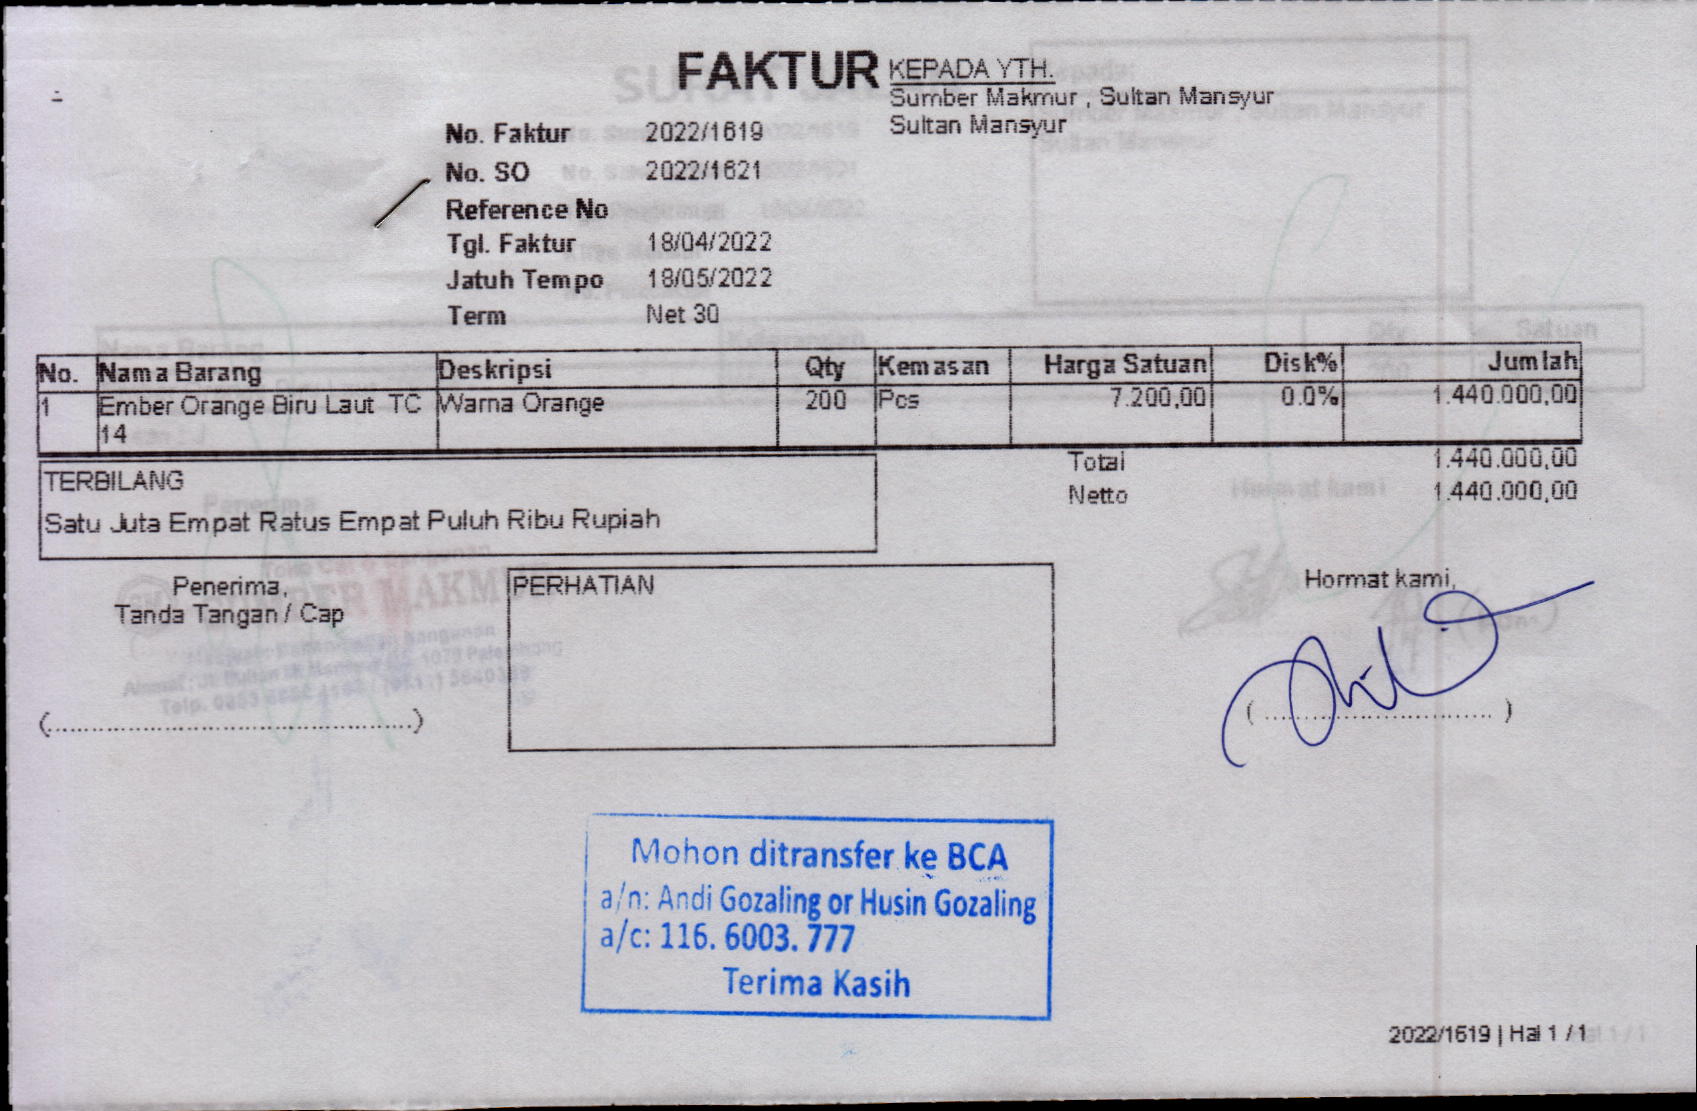 FAKTUR
KEPADA YTH.
Sumber Makmur , Sultan Mansyur
Sultan Mansyur
No. Faktur 2022/1619
No. SO 2022/1621
Reference No
Tgl. Faktur 18/04/2022
Jatuh Tempo 18/05/2022
Term Net 30
No. Nama Barang Deskripsi Qty Kemasan Harga Satuan Disk% Jumlah
1 Ember Orange Biru Laut TC Warna Orange 200 Pcs 7.200,00 0.0% 1.440.000,00
14
Total 1.440.000,00
Netto 1.440.000,00
TERBILANG
Satu Juta Empat Ratus Empat Puluh Ribu Rupiah
Penerima,
Tanda Tangan / Cap
(....................................................)
PERHATIAN
Hormat kami,
( ................................ )
Mohon ditransfer ke BCA
a/n: Andi Gozaling or Husin Gozaling
a/c: 116. 6003. 777
Terima Kasih
2022/1619 | Hal 1 / 1